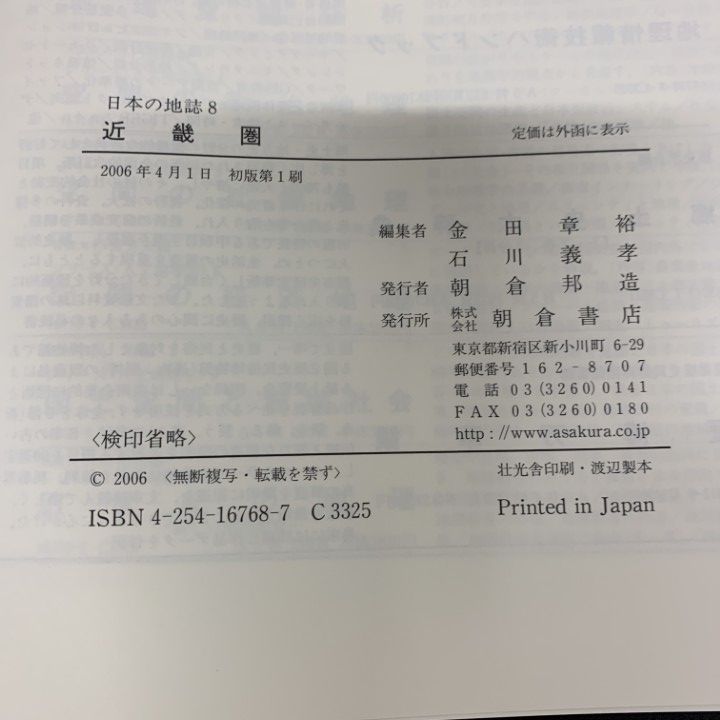 日本の地誌8
近畿圏
定価は外函に表示
2006年4月1日 初版第1刷
編集者 金田章裕
石川義孝
発行者 朝倉邦造
発行所 株式会社 朝倉書店
東京都新宿区新小川町 6-29
郵便番号 162-8707
電話 03(3260)0141
FAX 03(3260)0180
http://www.asakura.co.jp
〈検印省略〉
© 2006 〈無断複写・転載を禁ず〉
壮光舎印刷・渡辺製本
ISBN 4-254-16768-7 C3325
Printed in Japan